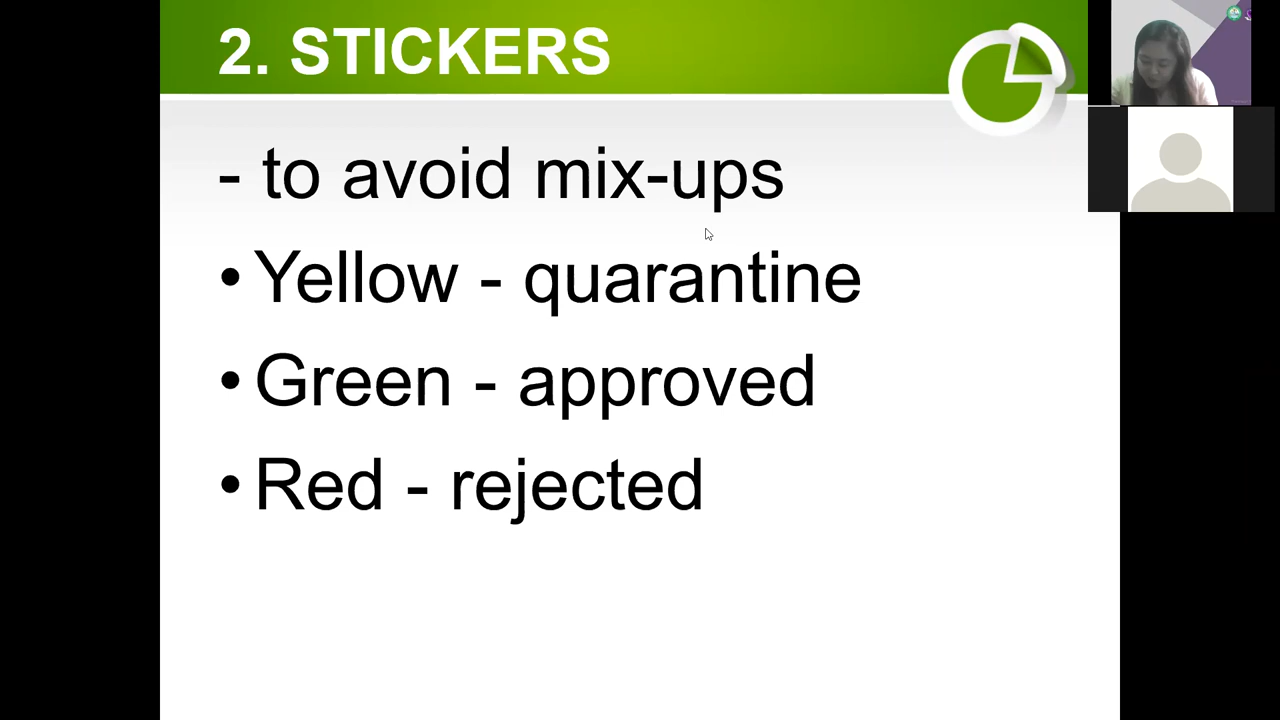 2. STICKERS
- to avoid mix-ups
• Yellow - quarantine
• Green - approved
• Red - rejected